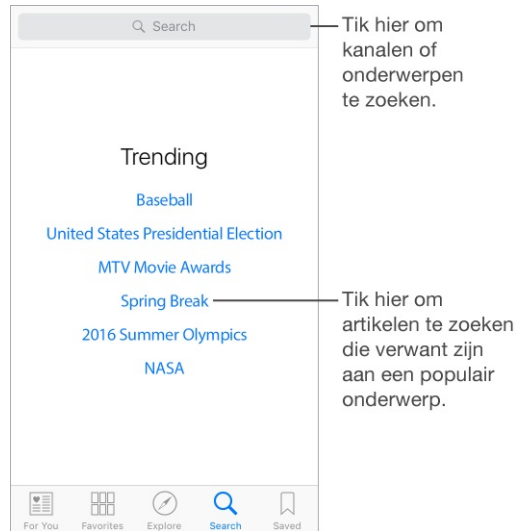 Search
Tik hier om
kanalen of
onderwerpen
te zoeken.
Trending
Baseball
United States Presidential Election
MTV Movie Awards
Spring Break
2016 Summer Olympics
NASA
Tik hier om
artikelen te zoeken
die verwant zijn
aan een populair
onderwerp.
For You Favorites Explore Search Saved